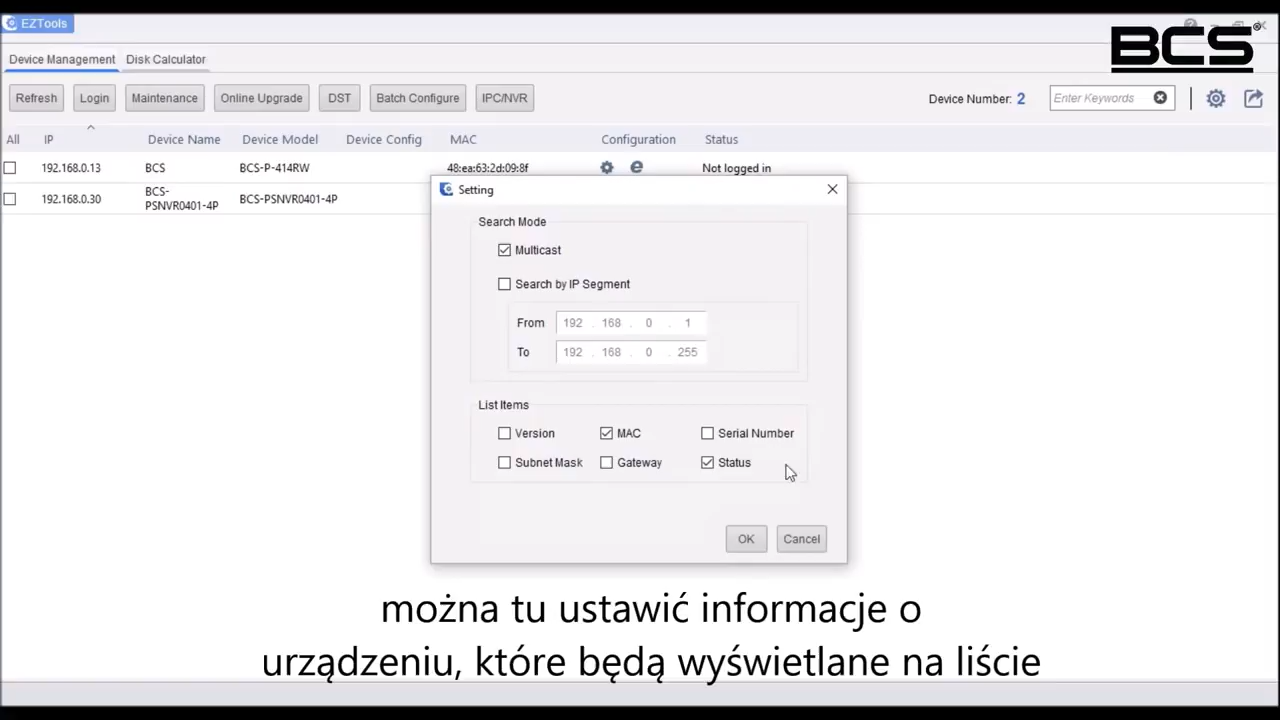 EZTools
BCS®
Device Management Disk Calculator
Refresh Login Maintenance Online Upgrade DST Batch Configure IPC/NVR Device Number: 2 Enter Keywords
All IP Device Name Device Model Device Config MAC Configuration Status
192.168.0.13 BCS BCS-P-414RW 48:ea:63:2d:09:8f Not logged in
192.168.0.30 BCS-PSNVR0401-4P BCS-PSNVR0401-4P
Setting
Search Mode
Multicast
Search by IP Segment
From 192 . 168 . 0 . 1
To 192 . 168 . 0 . 255
List Items
Version MAC Serial Number
Subnet Mask Gateway Status
OK Cancel
można tu ustawić informacje o
urządzeniu, które będą wyświetlane na liście